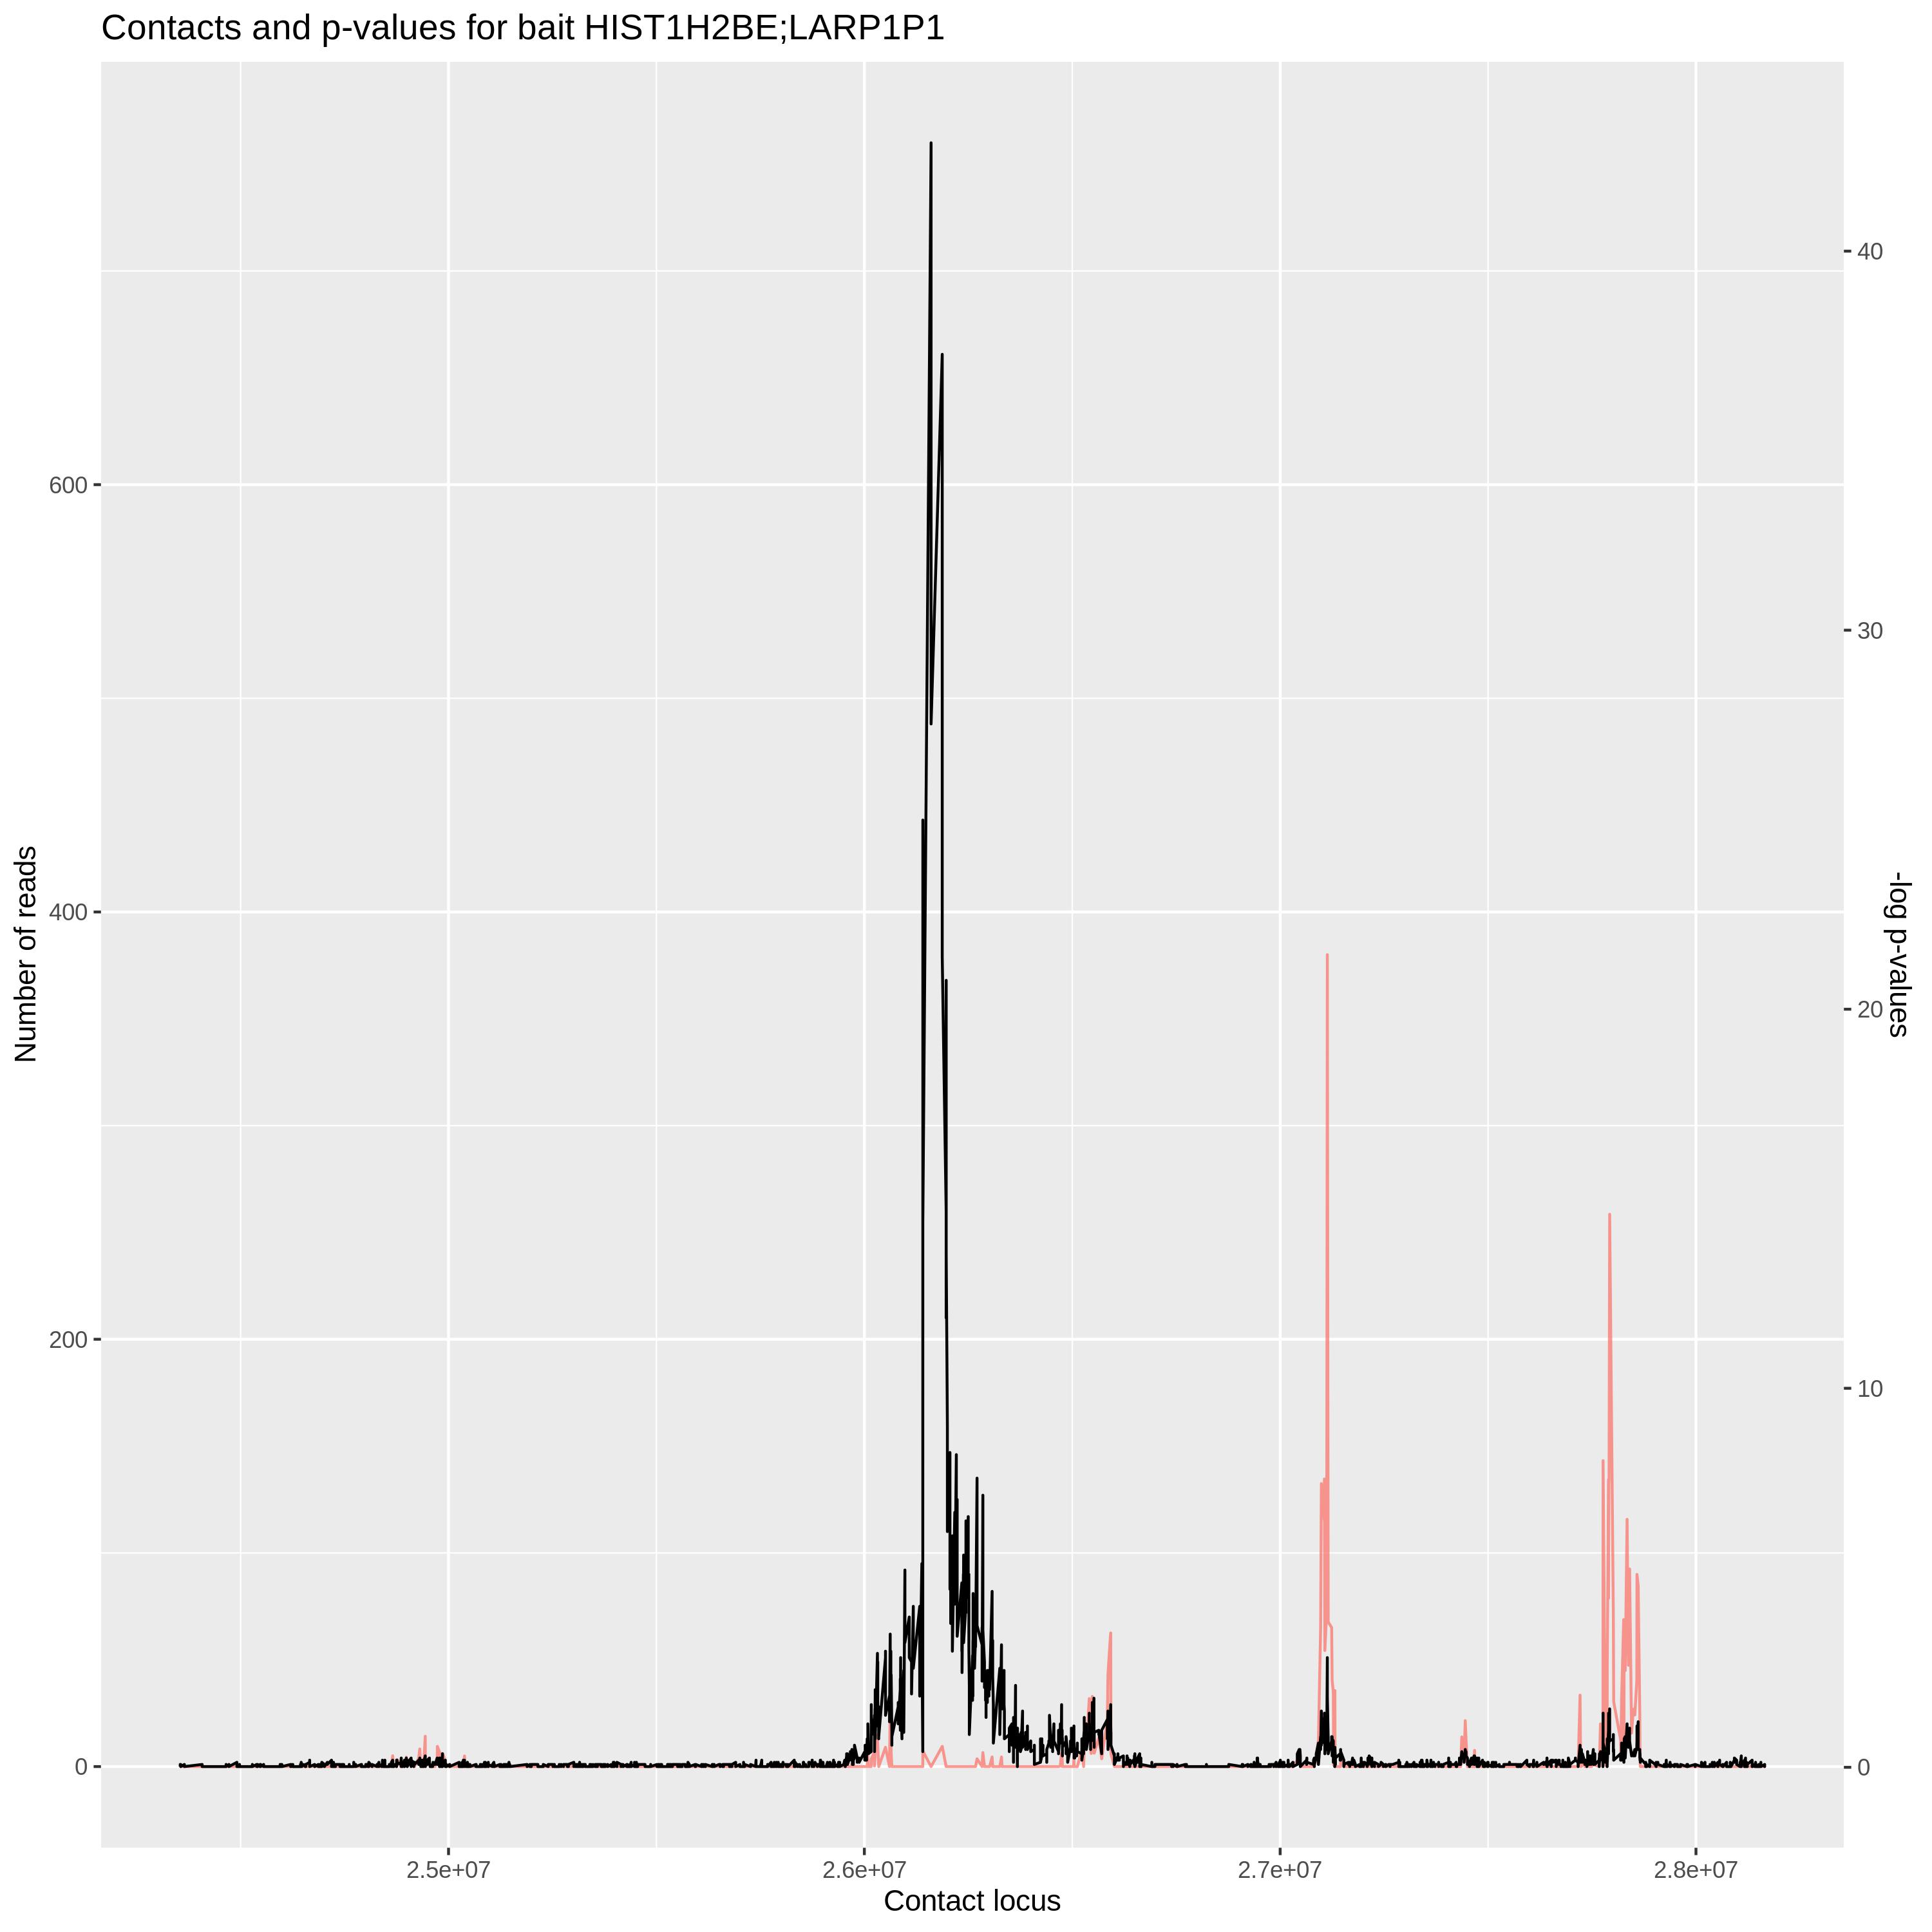 Contacts and p-values for bait HIST1H2BE;LARP1P1
Number of reads
600
400
200
0
40
30
20
10
0
-log p-values
2.5e+07
2.6e+07
2.7e+07
2.8e+07
Contact locus